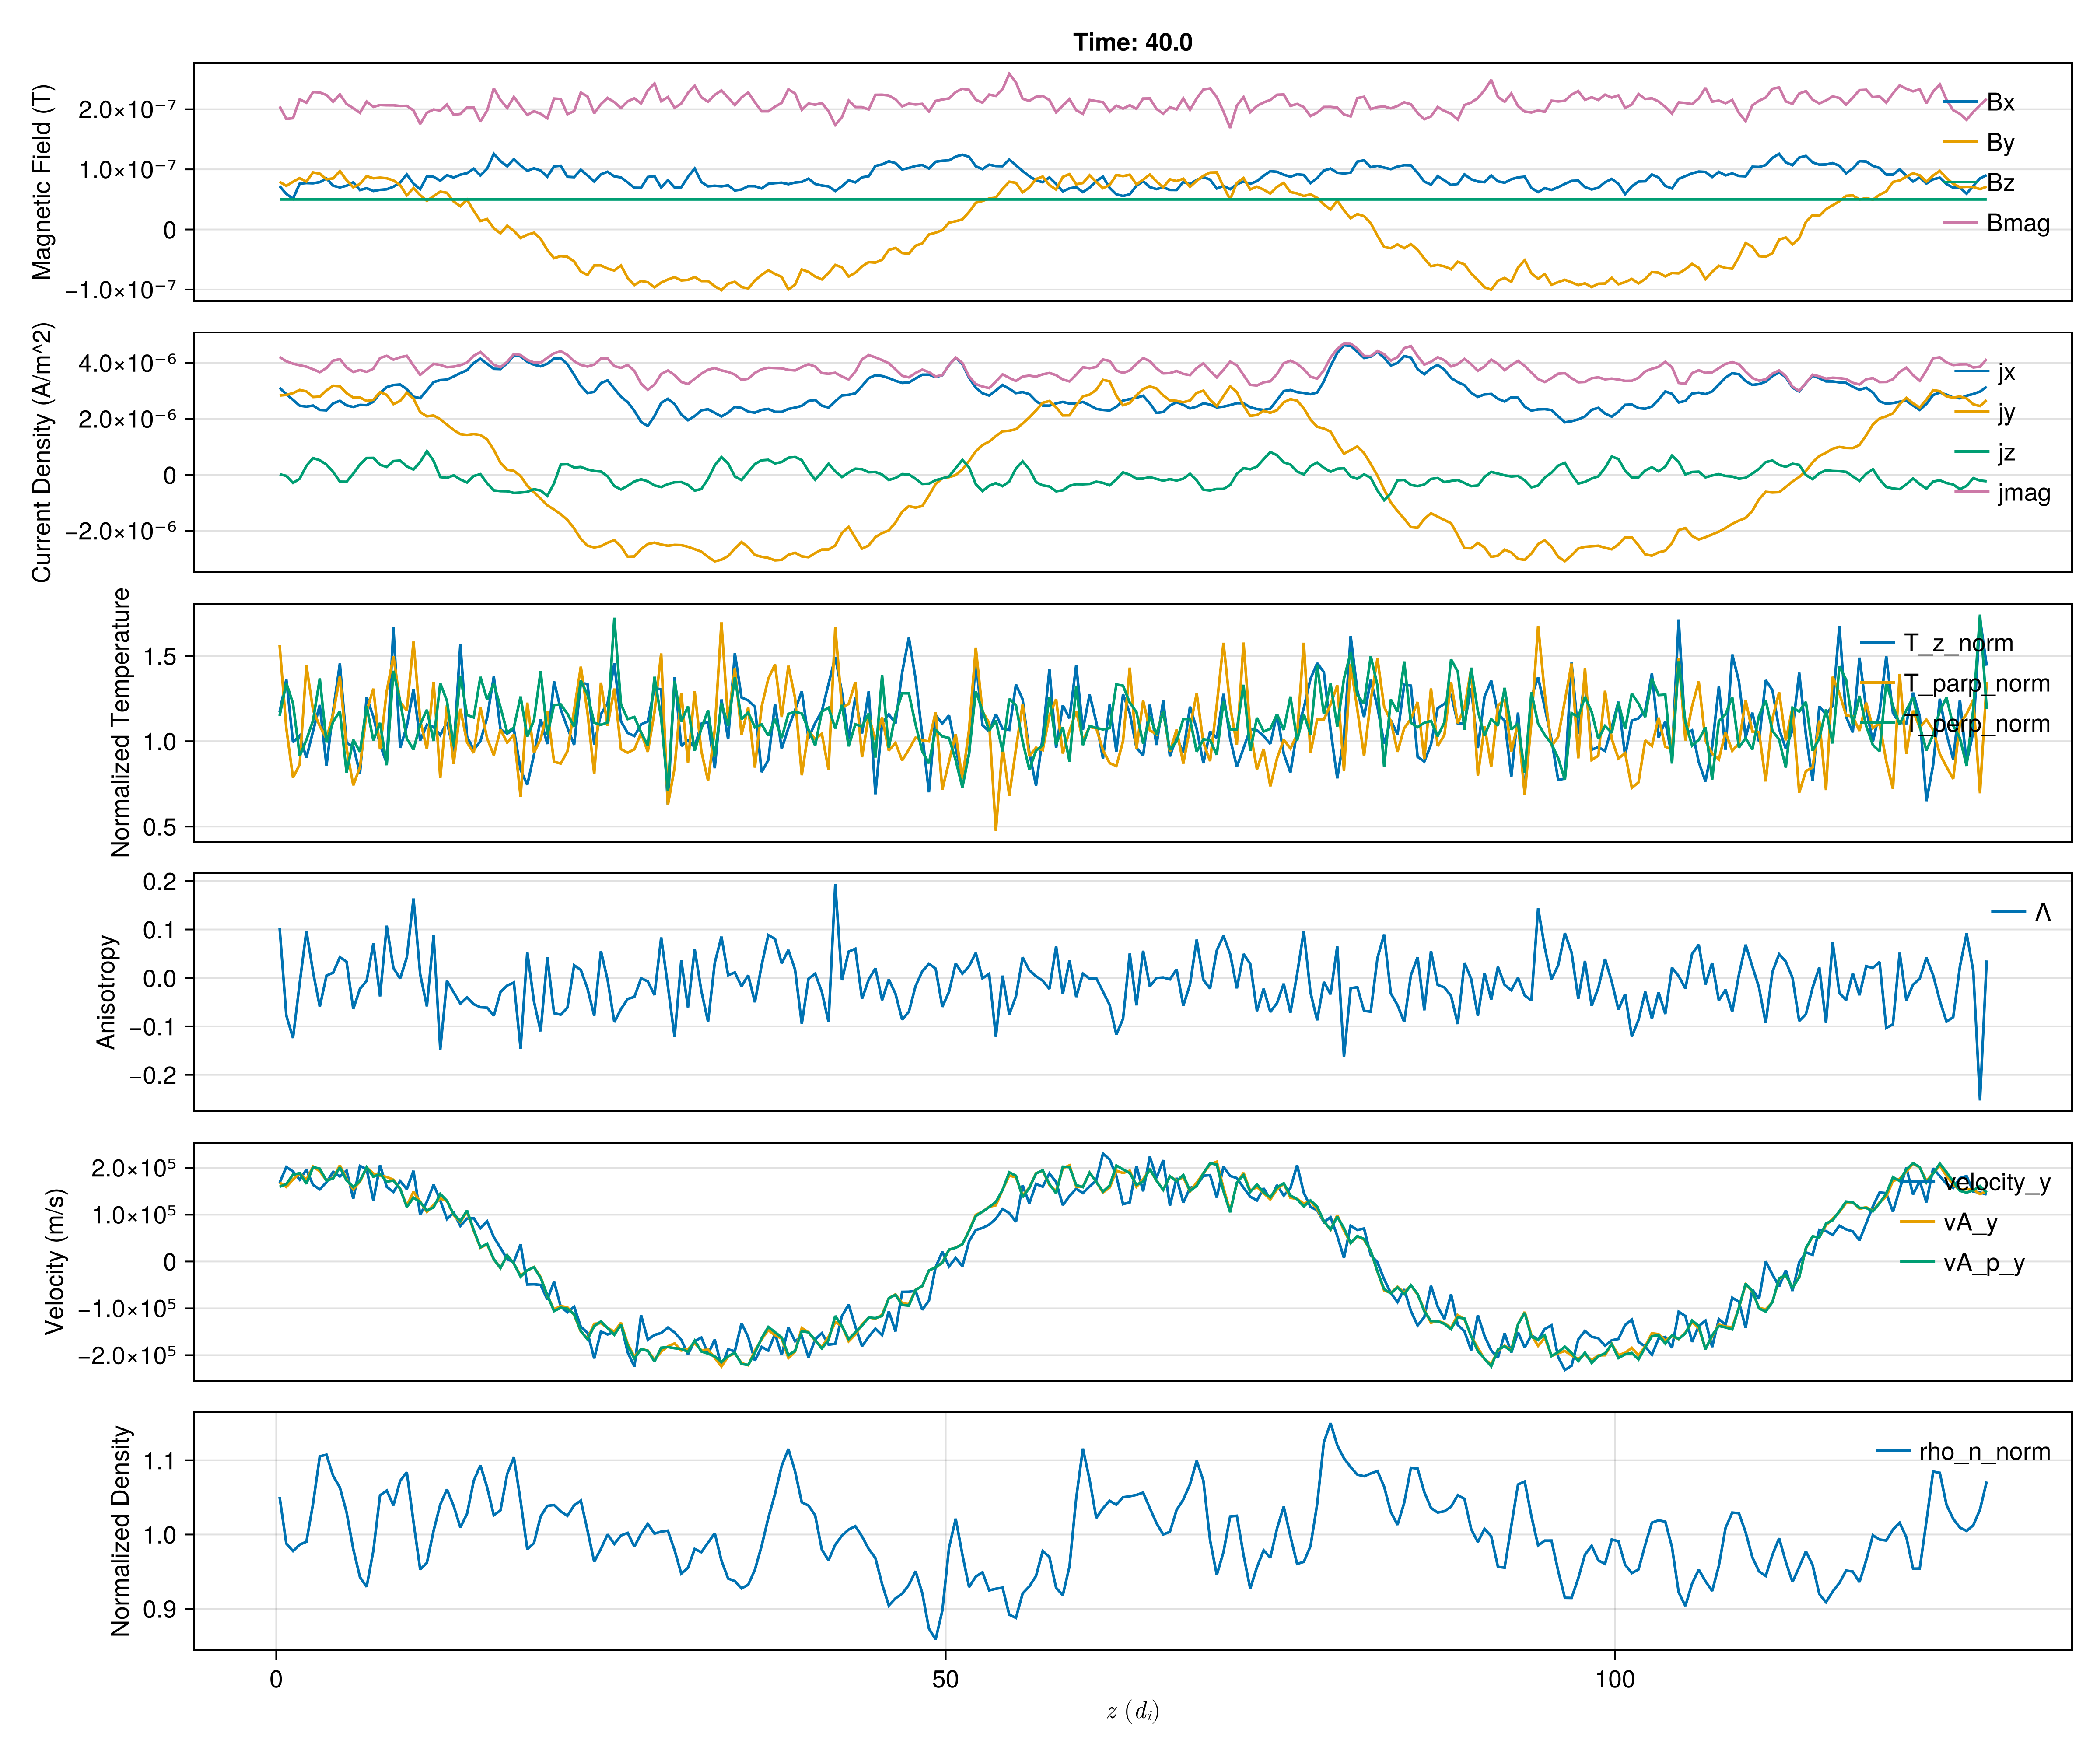 Time: 40.0
Magnetic Field (T)
2.0×10⁻⁷
1.0×10⁻⁷
0
−1.0×10⁻⁷
Bx
By
Bz
Bmag
Current Density (A/m^2)
4.0×10⁻⁶
2.0×10⁻⁶
0
−2.0×10⁻⁶
jx
jy
jz
jmag
Normalized Temperature
1.5
1.0
0.5
T_z_norm
T_parp_norm
T_perp_norm
Anisotropy
0.2
0.1
0.0
−0.1
−0.2
Λ
Velocity (m/s)
2.0×10⁵
1.0×10⁵
0
−1.0×10⁵
−2.0×10⁵
velocity_y
vA_y
vA_p_y
Normalized Density
1.1
1.0
0.9
rho_n_norm
0 50 100
z (dᵢ)